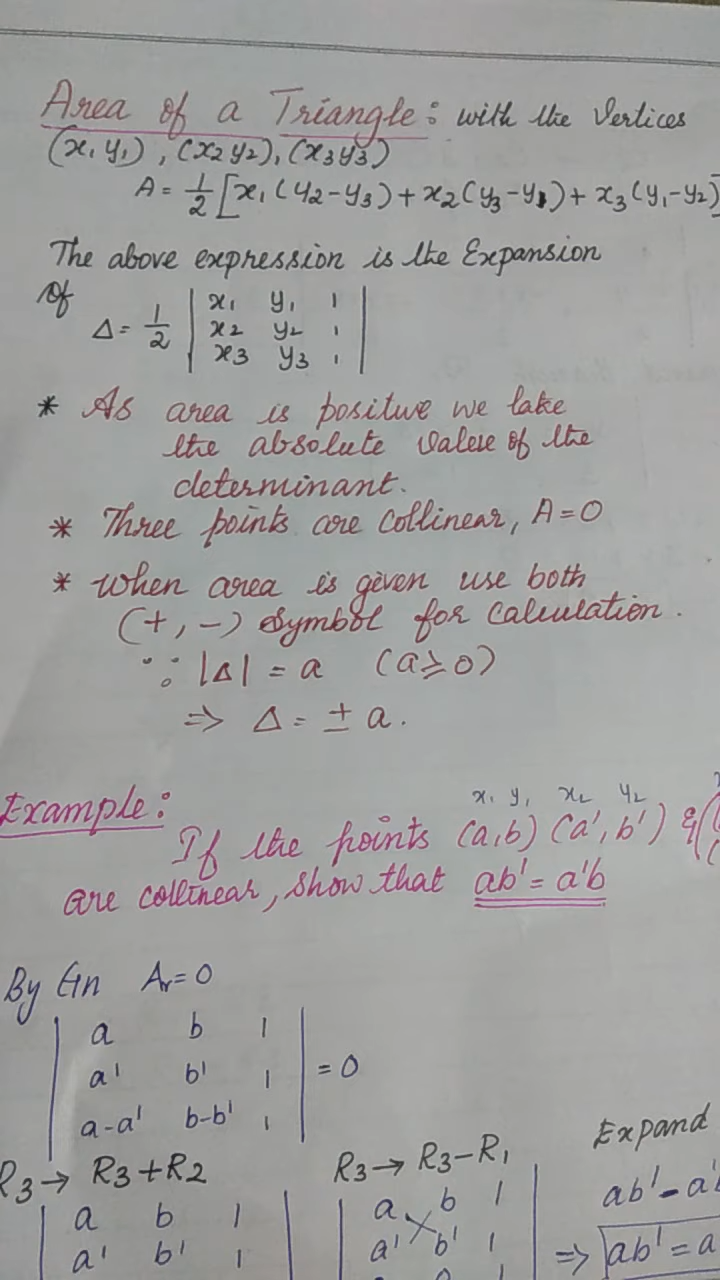 Area of a Triangle: with the Vertices
(x₁ y₁), (x₂ y₂), (x₃ y₃)
A = 1/2 [x₁(y₂-y₃) + x₂(y₃-y₁) + x₃(y₁-y₂)]
The above expression is the Expansion
of
Δ = 1/2 | x₁ y₁ 1 |
| x₂ y₂ 1 |
| x₃ y₃ 1 |
* As area is positive we take
the absolute value of the
determinant.
* Three points are collinear, A=0
* When area is given use both
(+, -) symbol for calculation.
∵ |Δ| = a (a≥0)
⇒ Δ = ± a.
Example:
x₁ y₁ x₂ y₂
If the points (a,b) (a',b') & (
are collinear, show that ab' = a'b
By Gn Ar=0
| a b 1 |
| a' b' 1 | = 0
| a-a' b-b' 1 |
Expand
R₃→ R₃+R₂ R₃→ R₃-R₁
| a b 1 | | a b 1 | ab'-a'
| a' b' 1 | | a' b' 1 | ⇒ ab' = a
0